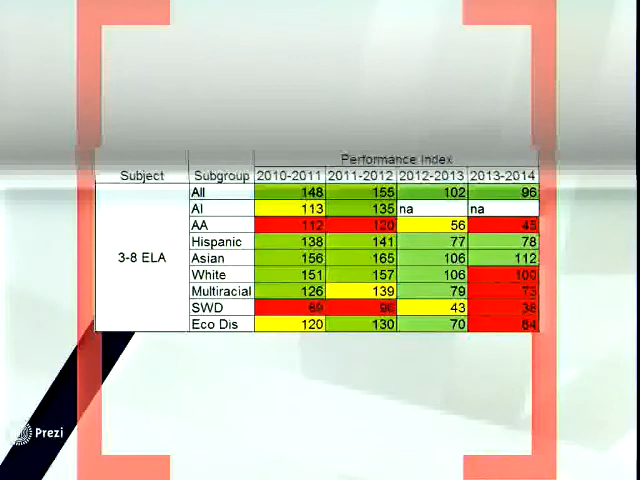 Performance Index
Subject Subgroup 2010-2011 2011-2012 2012-2013 2013-2014
3-8 ELA
All 148 155 102 96
AI 113 135 na na
AA 112 120 56 45
Hispanic 138 141 77 78
Asian 156 165 106 112
White 151 157 106 100
Multiracial 126 139 79 73
SWD 89 96 43 38
Eco Dis 120 130 70 64
Prezi